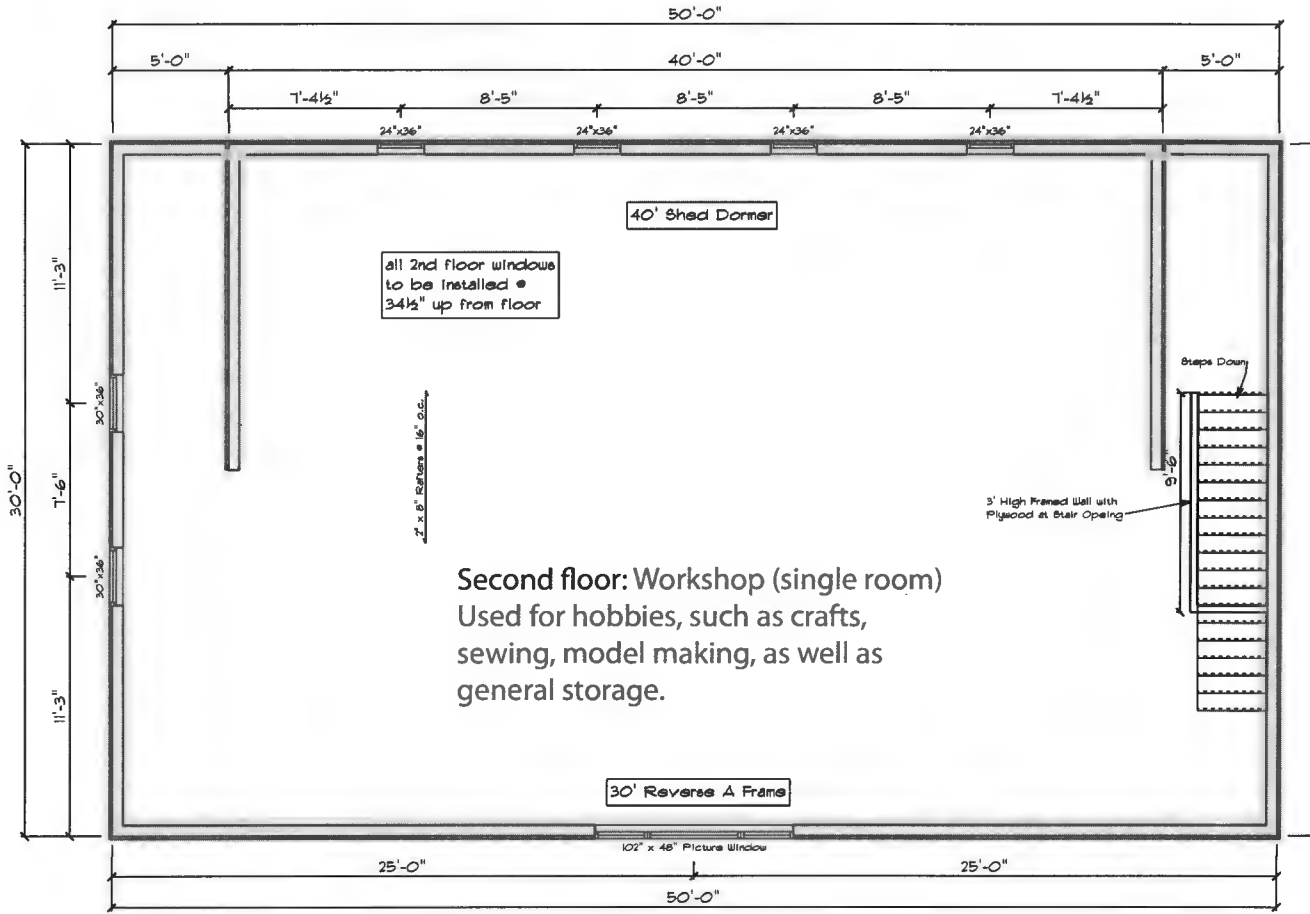 50'-0"
5'-0"
40'-0"
5'-0"
7'-4½"
8'-5"
8'-5"
8'-5"
7'-4½"
24"x36"
24"x36"
24"x36"
24"x36"
40' Shed Dormer
all 2nd floor windows
to be installed @
34½" up from floor
11'-3"
30"x36"
7'-6"
30'-0"
30"x36"
11'-3"
2" x 8" Rafters @ 16" o.c.
Steps Down
9'-6"
3' High Framed Wall with
Plywood at Stair Opening
Second floor: Workshop (single room)
Used for hobbies, such as crafts,
sewing, model making, as well as
general storage.
30' Reverse A Frame
102" x 48" Picture Window
25'-0"
25'-0"
50'-0"